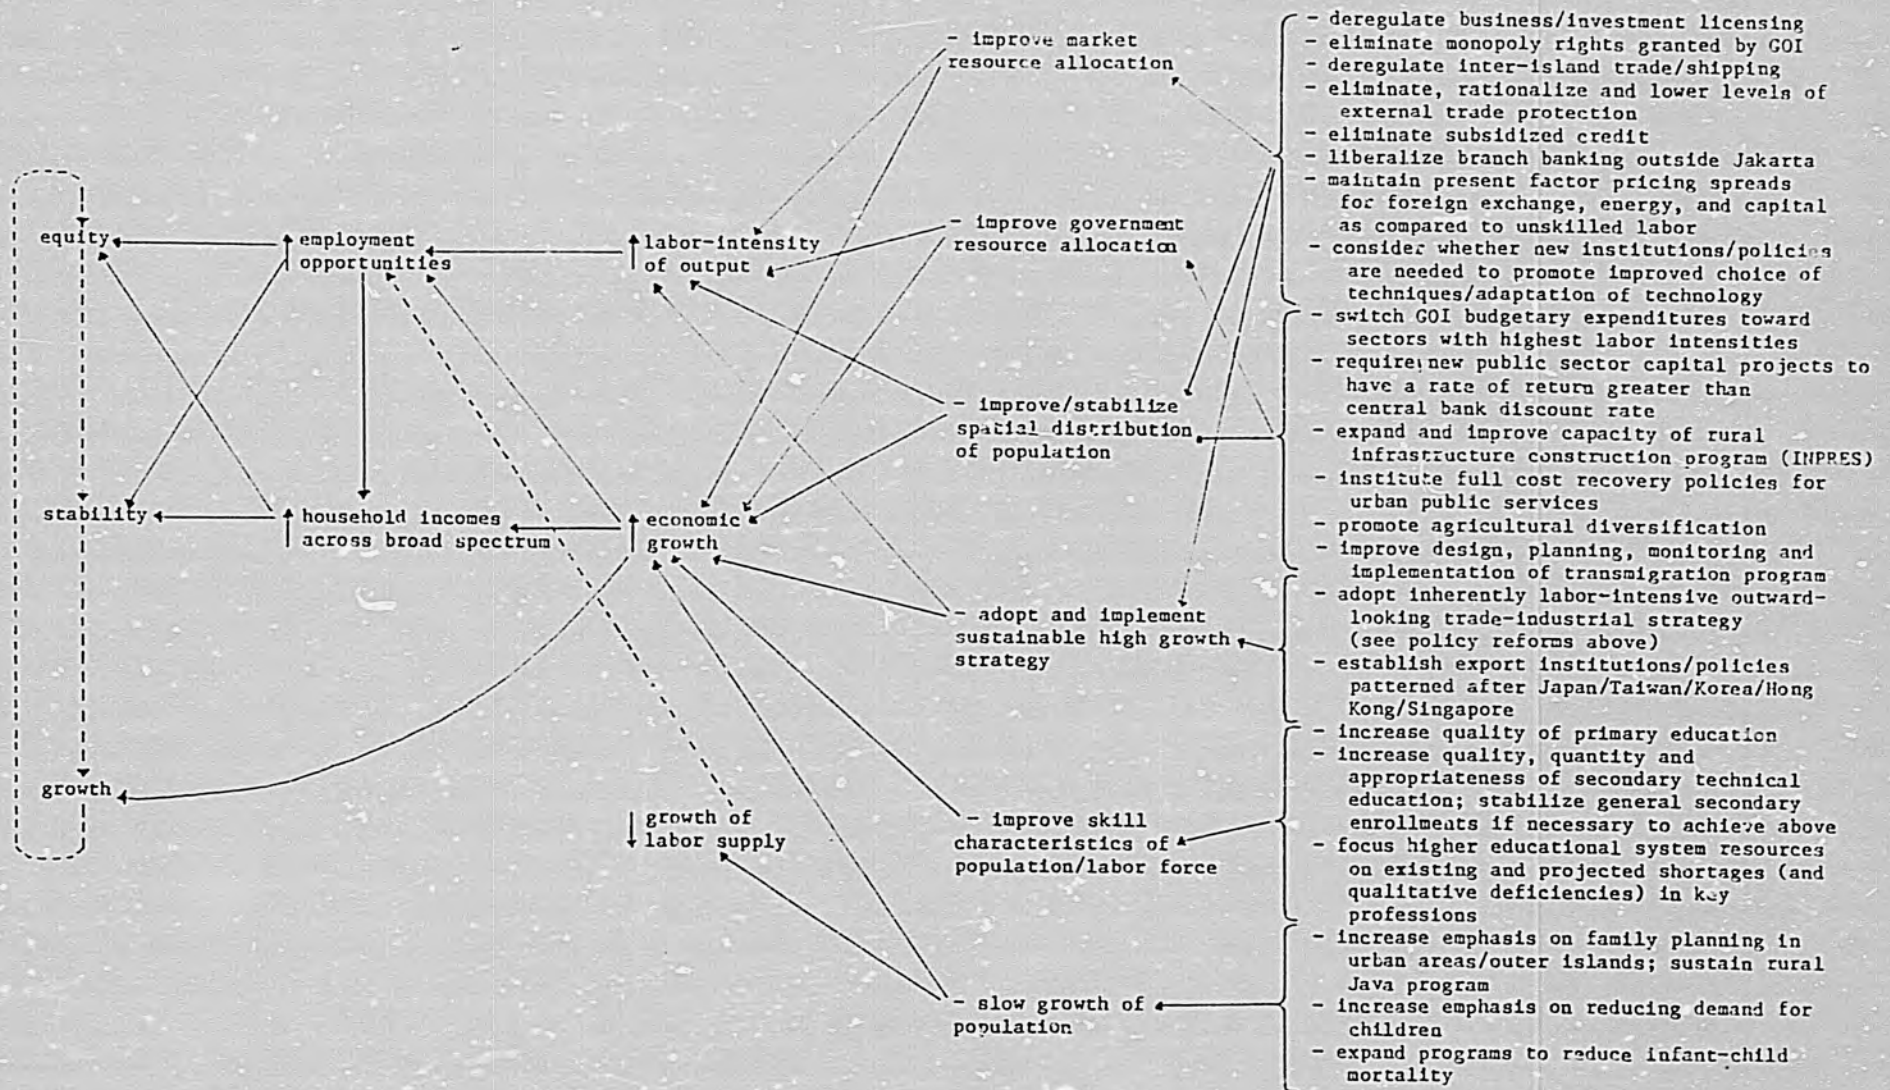 equity
stability
growth
employment
opportunities
household incomes
across broad spectrum
labor-intensity
of output
economic
growth
growth of
labor supply
- improve market
resource allocation
- improve government
resource allocation
- improve/stabilize
spatial distribution
of population
- adopt and implement
sustainable high growth
strategy
- improve skill
characteristics of
population/labor force
- slow growth of
population
- deregulate business/investment licensing
- eliminate monopoly rights granted by GOI
- deregulate inter-island trade/shipping
- eliminate, rationalize and lower levels of
external trade protection
- eliminate subsidized credit
- liberalize branch banking outside Jakarta
- maintain present factor pricing spreads
for foreign exchange, energy, and capital
as compared to unskilled labor
- consider whether new institutions/policies
are needed to promote improved choice of
techniques/adaptation of technology
- switch GOI budgetary expenditures toward
sectors with highest labor intensities
- require new public sector capital projects to
have a rate of return greater than
central bank discount rate
- expand and improve capacity of rural
infrastructure construction program (INPRES)
- institute full cost recovery policies for
urban public services
- promote agricultural diversification
- improve design, planning, monitoring and
implementation of transmigration program
- adopt inherently labor-intensive outward-
looking trade-industrial strategy
(see policy reforms above)
- establish export institutions/policies
patterned after Japan/Taiwan/Korea/Hong
Kong/Singapore
- increase quality of primary education
- increase quality, quantity and
appropriateness of secondary technical
education; stabilize general secondary
enrollments if necessary to achieve above
- focus higher educational system resources
on existing and projected shortages (and
qualitative deficiencies) in key
professions
- increase emphasis on family planning in
urban areas/outer islands; sustain rural
Java program
- increase emphasis on reducing demand for
children
- expand programs to reduce infant-child
mortality